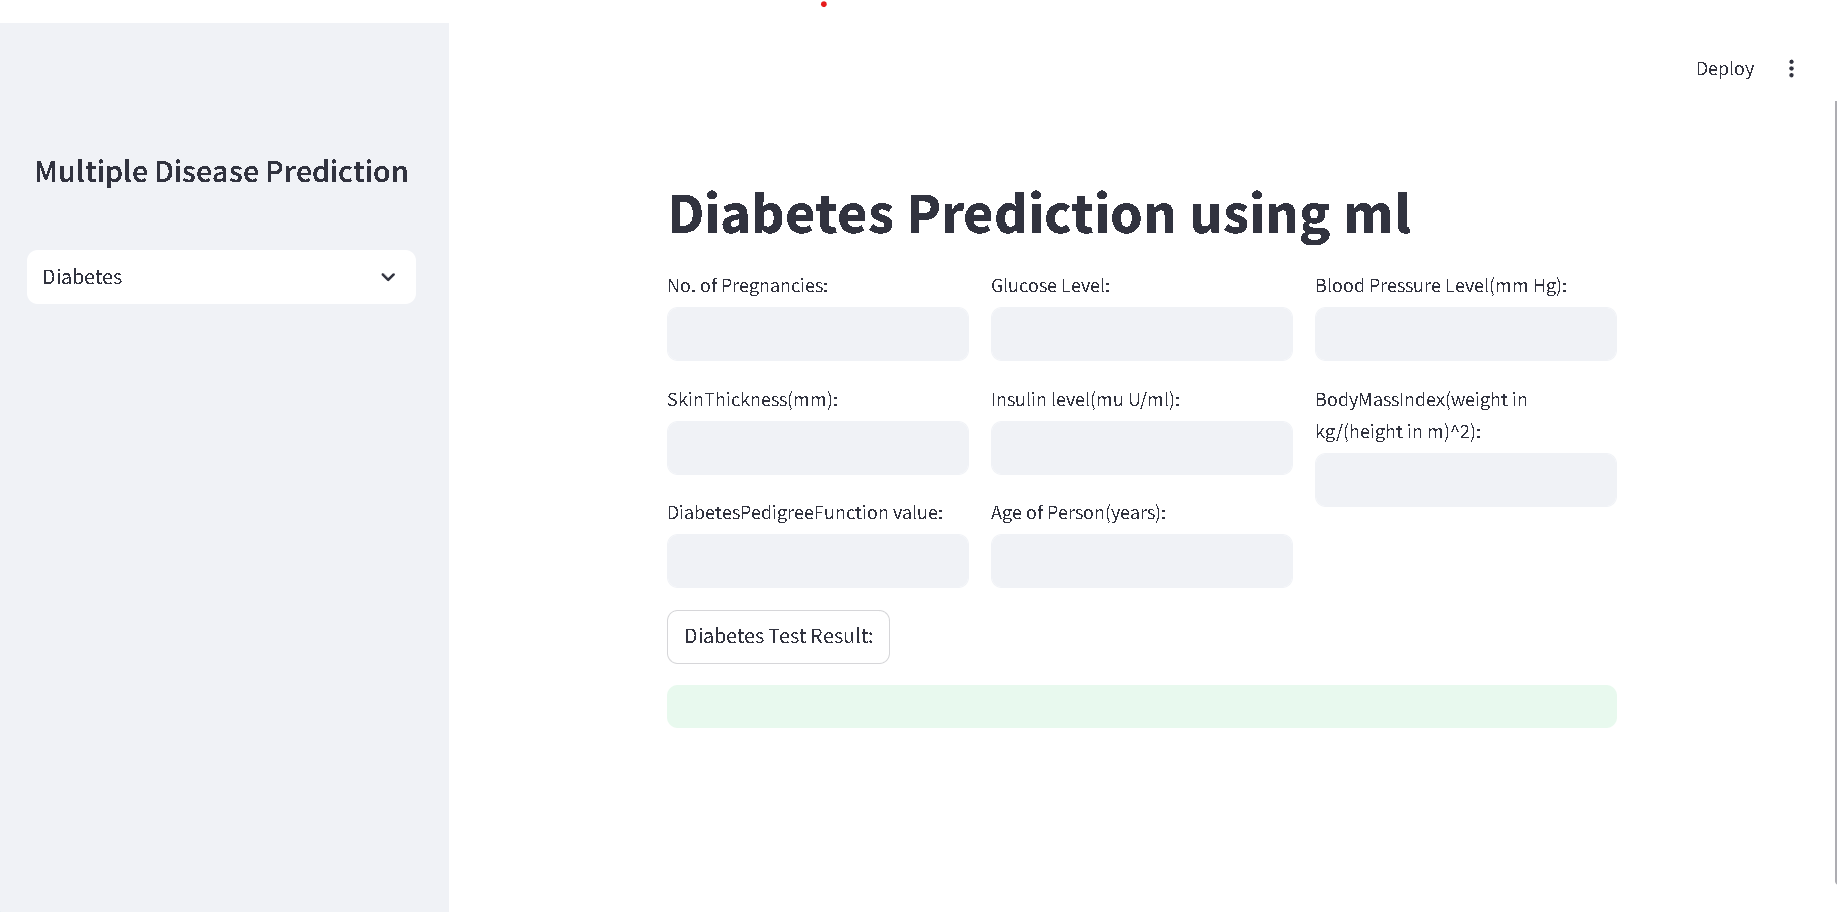 Deploy
Multiple Disease Prediction
Diabetes
Diabetes Prediction using ml
No. of Pregnancies:
Glucose Level:
Blood Pressure Level(mm Hg):
SkinThickness(mm):
Insulin level(mu U/ml):
BodyMassIndex(weight in
kg/(height in m)^2):
DiabetesPedigreeFunction value:
Age of Person(years):
Diabetes Test Result: